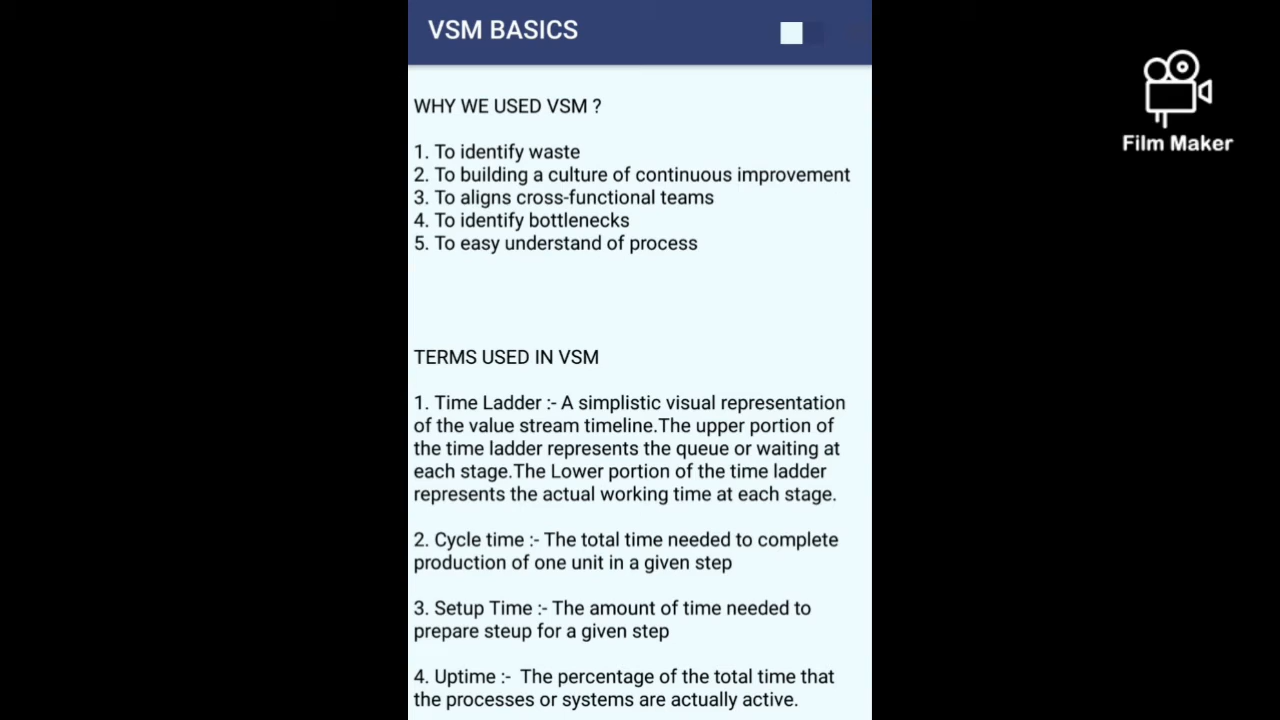 VSM BASICS
WHY WE USED VSM ?
1. To identify waste
2. To building a culture of continuous improvement
3. To aligns cross-functional teams
4. To identify bottlenecks
5. To easy understand of process
TERMS USED IN VSM
1. Time Ladder :- A simplistic visual representation
of the value stream timeline.The upper portion of
the time ladder represents the queue or waiting at
each stage.The Lower portion of the time ladder
represents the actual working time at each stage.
2. Cycle time :- The total time needed to complete
production of one unit in a given step
3. Setup Time :- The amount of time needed to
prepare steup for a given step
4. Uptime :-  The percentage of the total time that
the processes or systems are actually active.
Film Maker